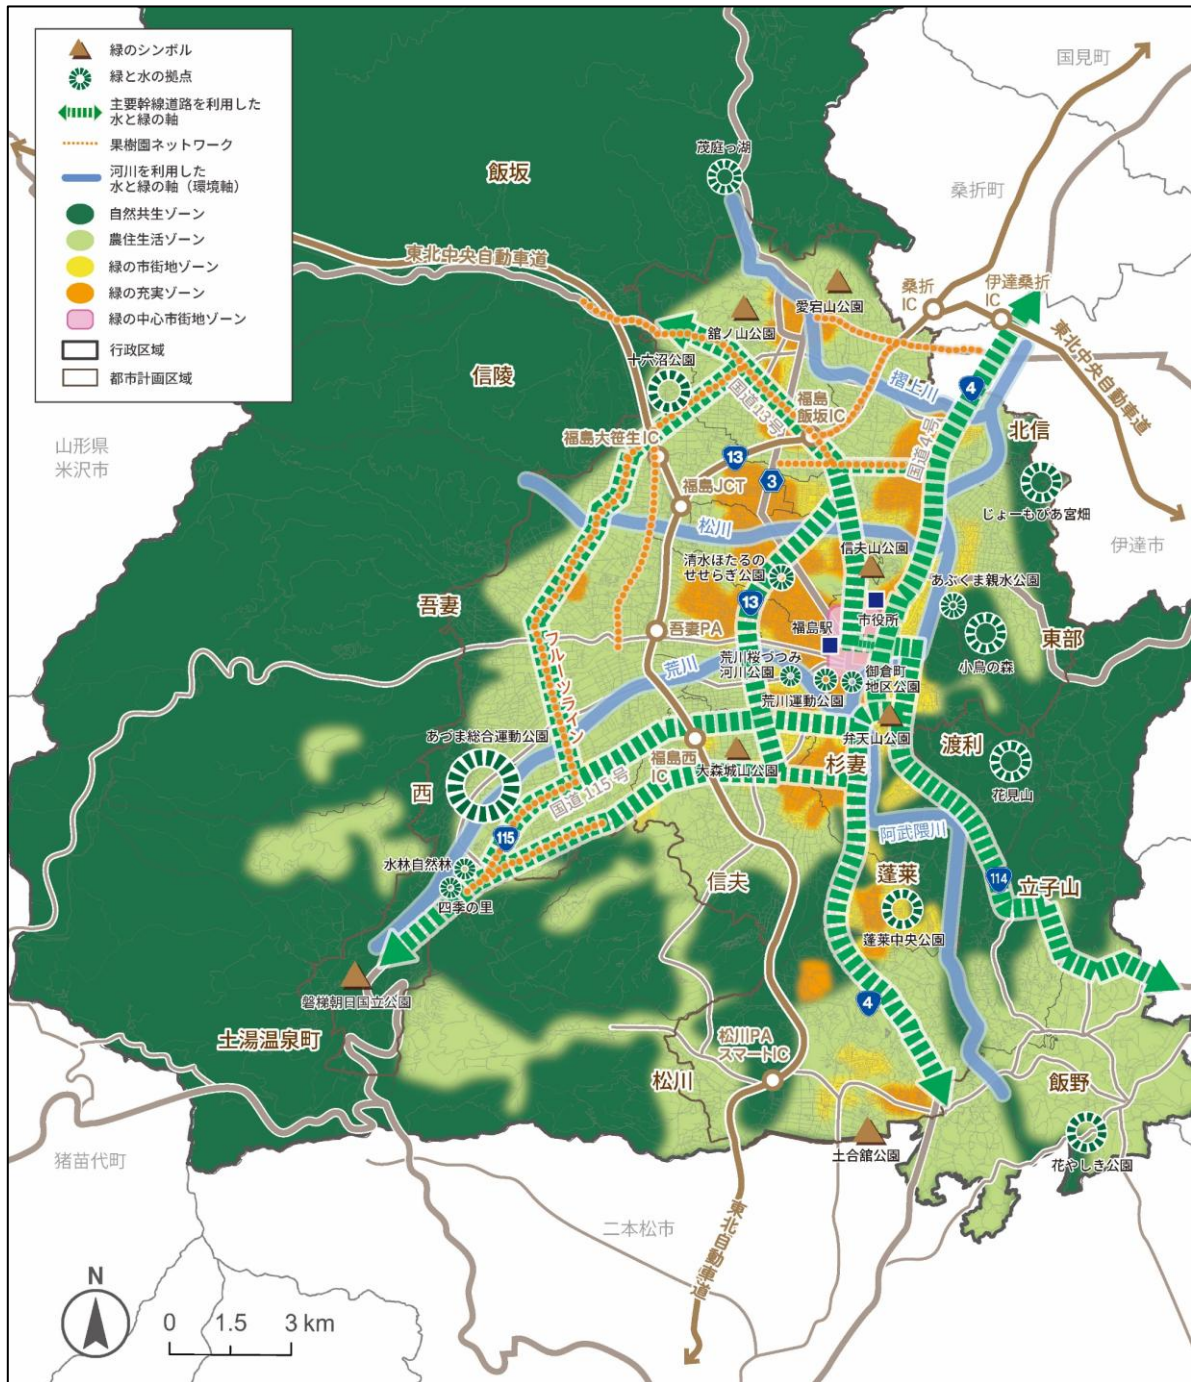 緑のシンボル
緑と水の拠点
主要幹線道路を利用した
水と緑の軸
果樹園ネットワーク
河川を利用した
水と緑の軸（環境軸）
自然共生ゾーン
農住生活ゾーン
緑の市街地ゾーン
緑の充実ゾーン
緑の中心市街地ゾーン
行政区域
都市計画区域
国見町
桑折町
茂庭っ湖
飯坂
東北中央自動車道
愛宕山公園
舘ノ山公園
桑折
IC
伊達桑折
IC
東北中央自動車道
十六沼公園
信陵
国道13号
福島
飯坂IC
摺上川
4
国道4号
北信
山形県
米沢市
福島大笹生IC
13
3
福島JCT
じょーもぴあ宮畑
伊達市
松川
信夫山公園
清水ほたるの
せせらぎ公園
あぶくま親水公園
吾妻
13
市役所
福島駅
吾妻PA
東部
小鳥の森
荒川
荒川桜づつみ
河川公園
御倉町
地区公園
荒川運動公園
フルーツライン
弁天山公園
渡利
あづま総合運動公園
福島西
IC
大森城山公園
杉妻
花見山
西
国道115号
115
阿武隈川
水林自然林
四季の里
信夫
蓬莱
114
立子山
蓬莱中央公園
磐梯朝日国立公園
4
土湯温泉町
松川PA
スマートIC
松川
飯野
土合舘公園
花やしき公園
猪苗代町
二本松市
東北自動車道
N
0 1.5 3 km